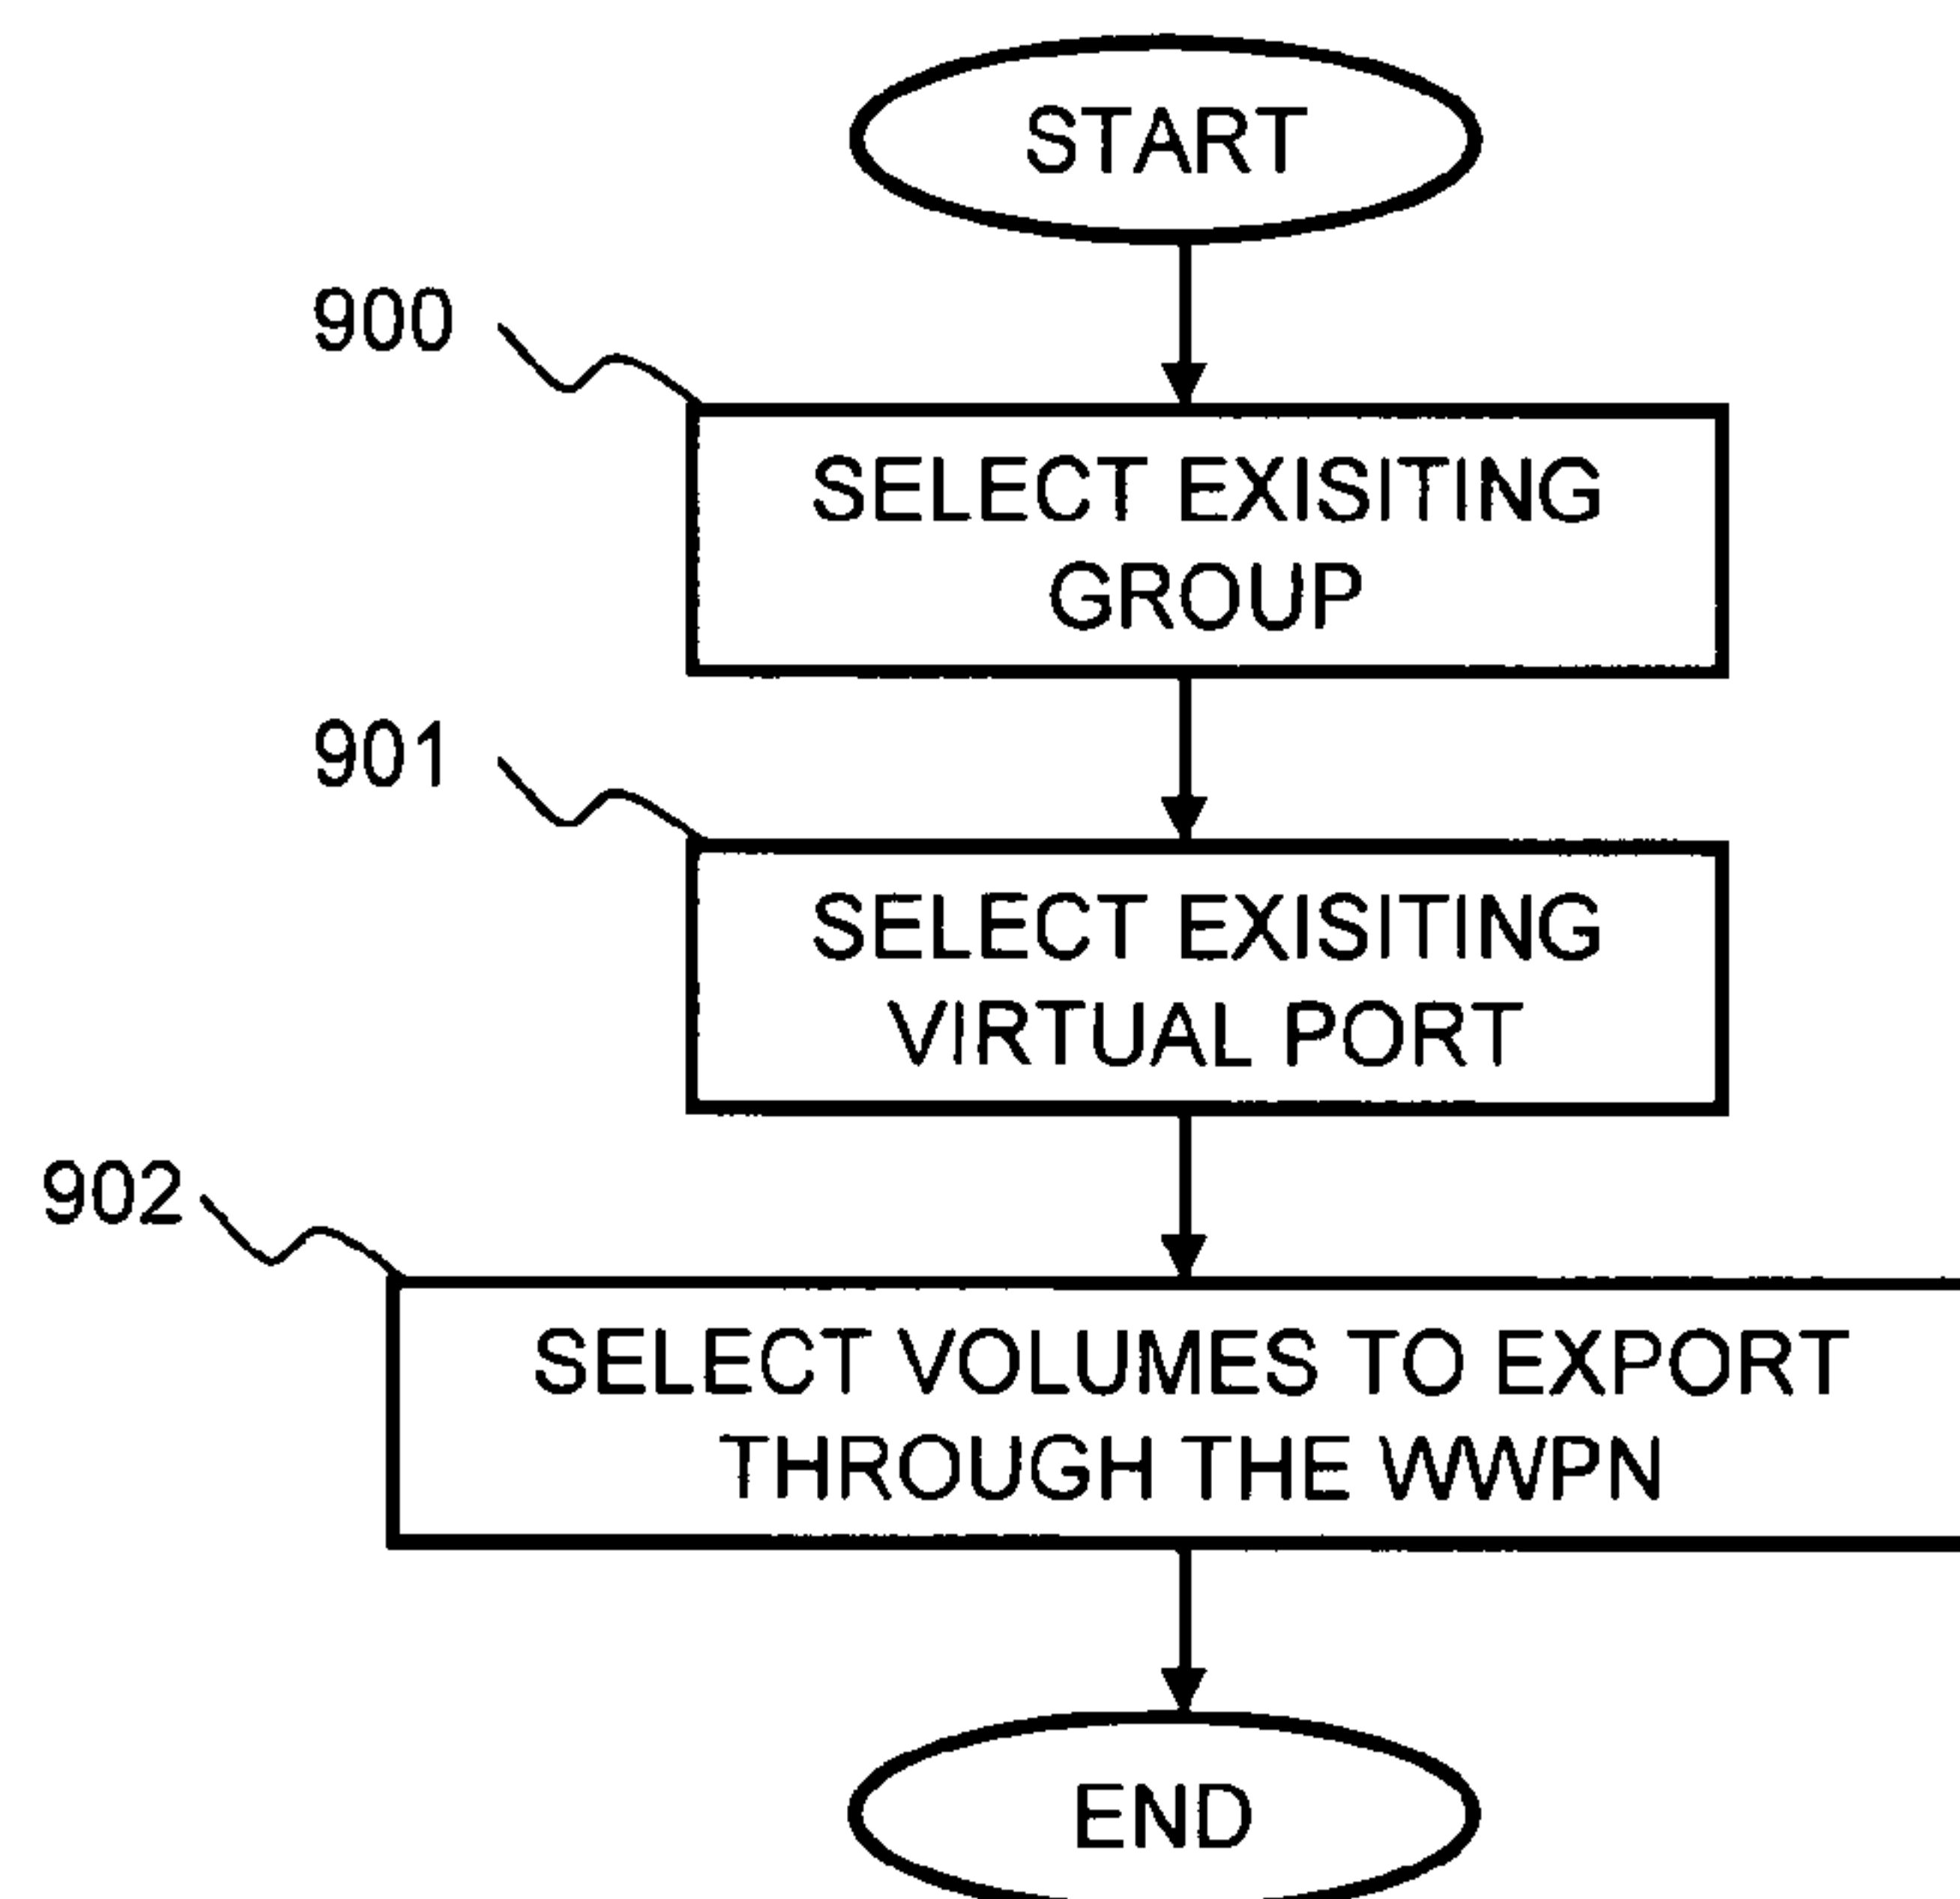 START
900
SELECT EXISITING
GROUP
901
SELECT EXISITING
VIRTUAL PORT
902
SELECT VOLUMES TO EXPORT
THROUGH THE WWPN
END